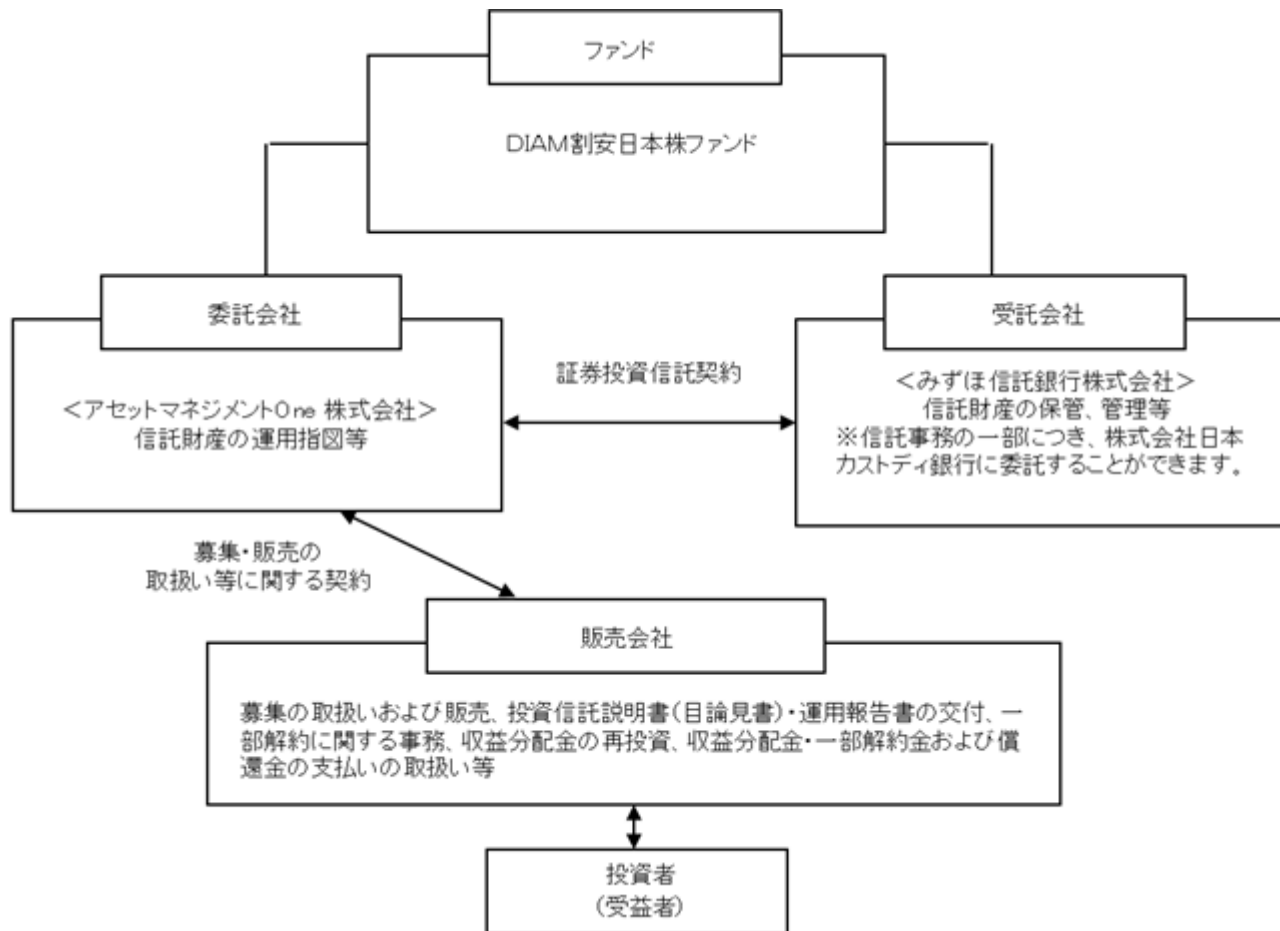 ファンド
DIAM割安日本株ファンド
委託会社
<アセットマネジメントOne 株式会社>
信託財産の運用指図等
証券投資信託契約
受託会社
<みずほ信託銀行株式会社>
信託財産の保管、管理等
※信託事務の一部につき、株式会社日本
カストディ銀行に委託することができます。
募集・販売の
取扱い等に関する契約
販売会社
募集の取扱いおよび販売、投資信託説明書(目論見書)・運用報告書の交付、一
部解約に関する事務、収益分配金の再投資、収益分配金・一部解約金および償
還金の支払いの取扱い等
投資者
(受益者)